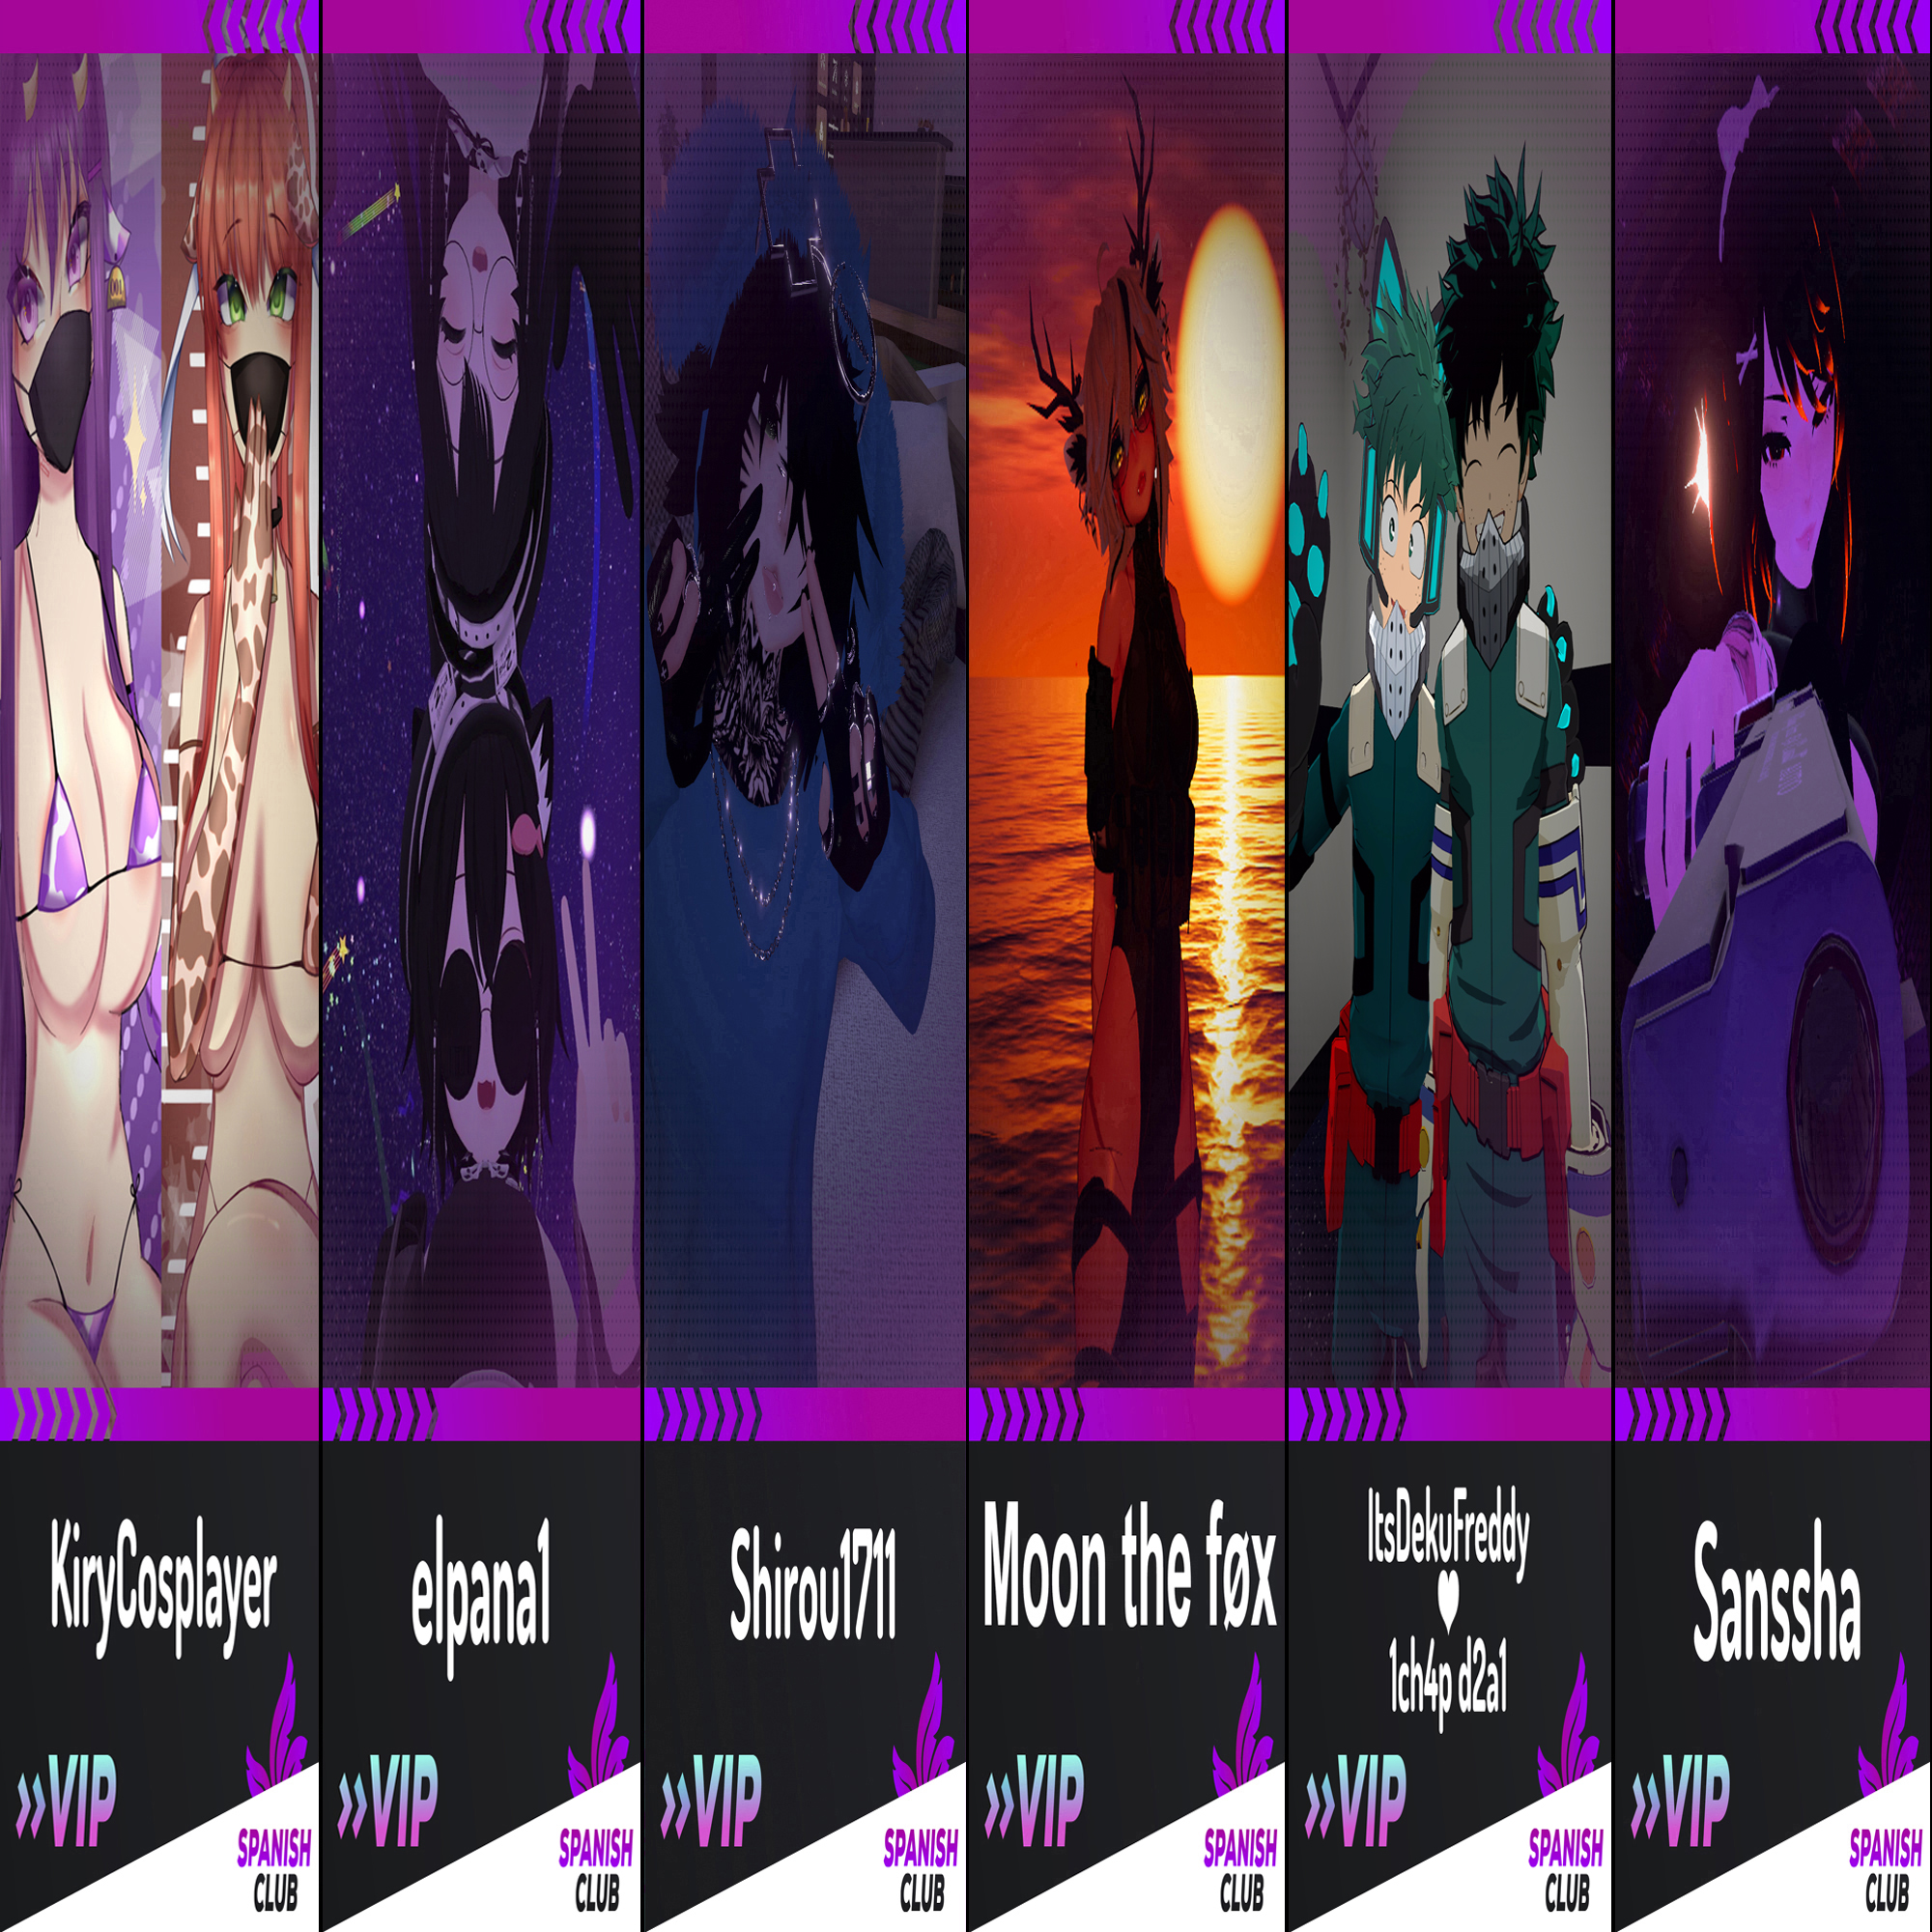 KiryCosplayer
»VIP
SPANISH
CLUB
elpana1
»VIP
SPANISH
CLUB
Shirou1711
»VIP
SPANISH
CLUB
Moon the føx
»VIP
SPANISH
CLUB
ItsDekuFreddy
♥
1ch4p d2a1
»VIP
SPANISH
CLUB
Sanssha
»VIP
SPANISH
CLUB